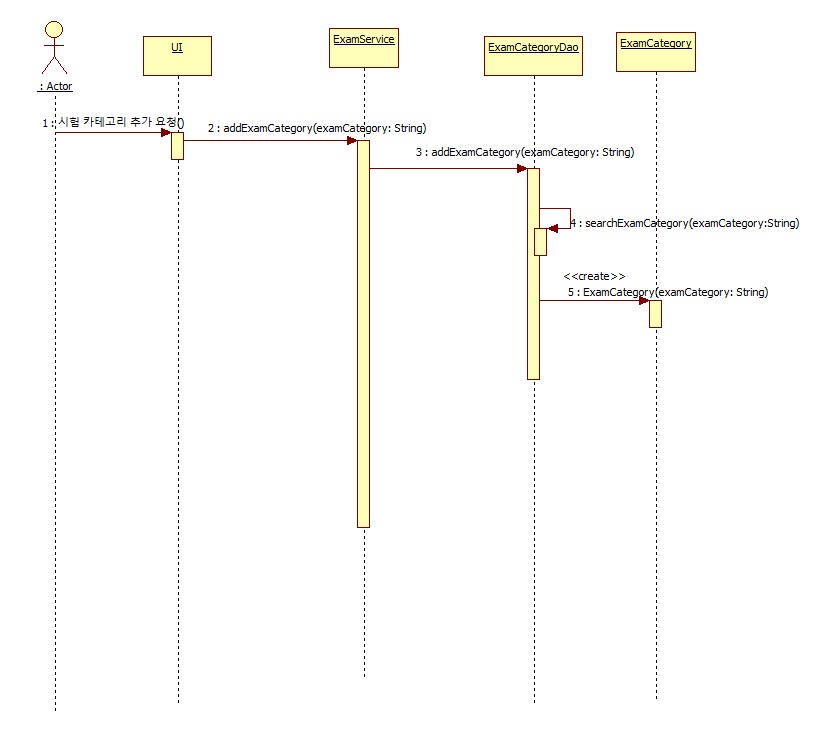 UI
ExamService
ExamCategoryDao
ExamCategory
: Actor
1 : 시험 카테고리 추가 요청()
2 : addExamCategory(examCategory: String)
3 : addExamCategory(examCategory: String)
4 : searchExamCategory(examCategory:String)
<<create>>
5 : ExamCategory(examCategory: String)